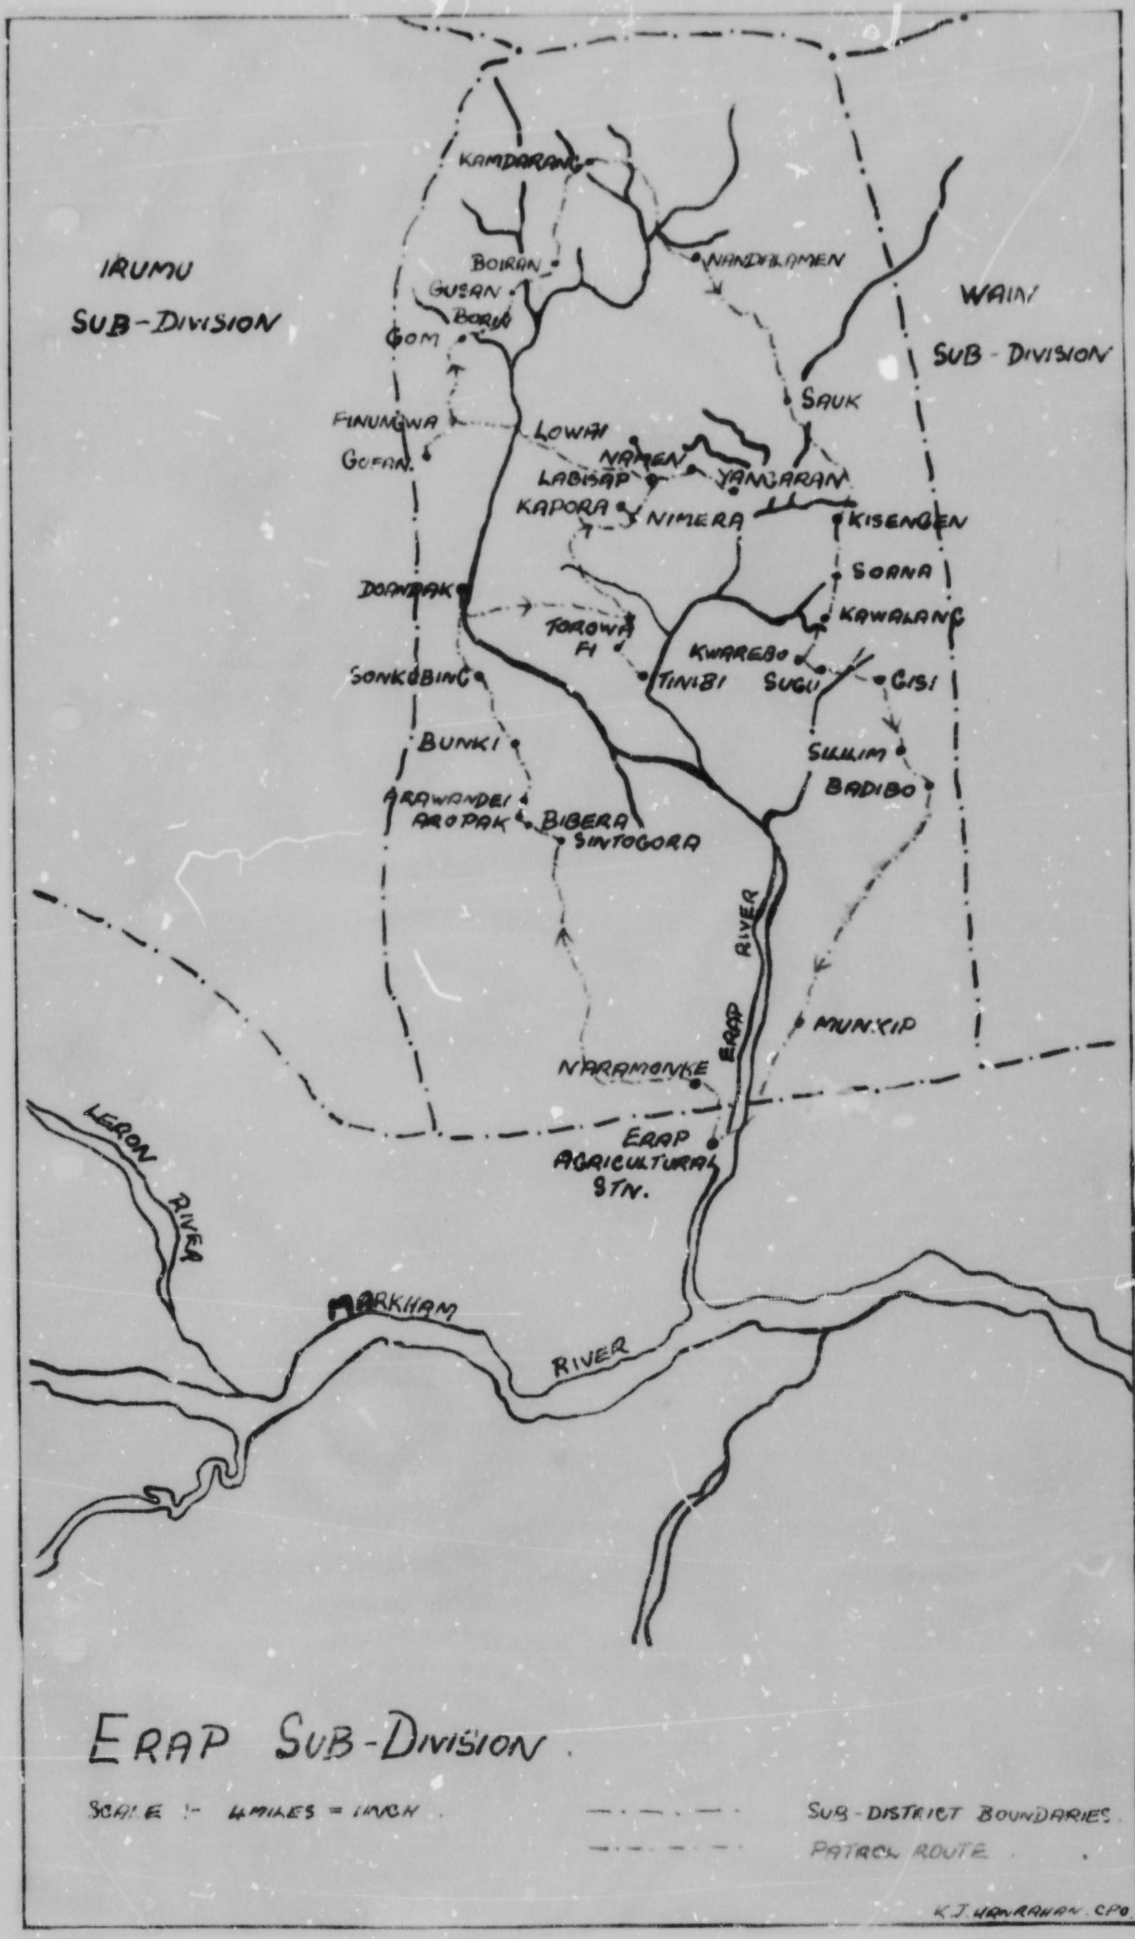 KAMDARANG
IRUMU
SUB-DIVISION
BOIRAN
NANDALAMEN
GUSAN
BORIN
GOM
WAIN
SUB-DIVISION
SAUK
FINUNGWA
LOWAI
GOFAN
NAMEN
LABISAP
YANGARAN
KAPORA
NIMERA
KISENGEN
SOANA
DOANDAK
KAWALANG
TOROWA
FI
KWAREBO
SONKOBING
TINIBI
SUGU
GISI
BUNKI
SILILIM
BADIBO
ARAWANDEI
AROPAK
BIBERA
SINTOGORA
ERAP RIVER
MUNKIP
NARAMONKE
LERON RIVER
ERAP
AGRICULTURAL
STN.
MARKHAM RIVER
ERAP SUB-DIVISION
SCALE :- 4 MILES = 1 INCH
SUB-DISTRICT BOUNDARIES.
PATROL ROUTE
K.J. HANRAHAN. CPO.